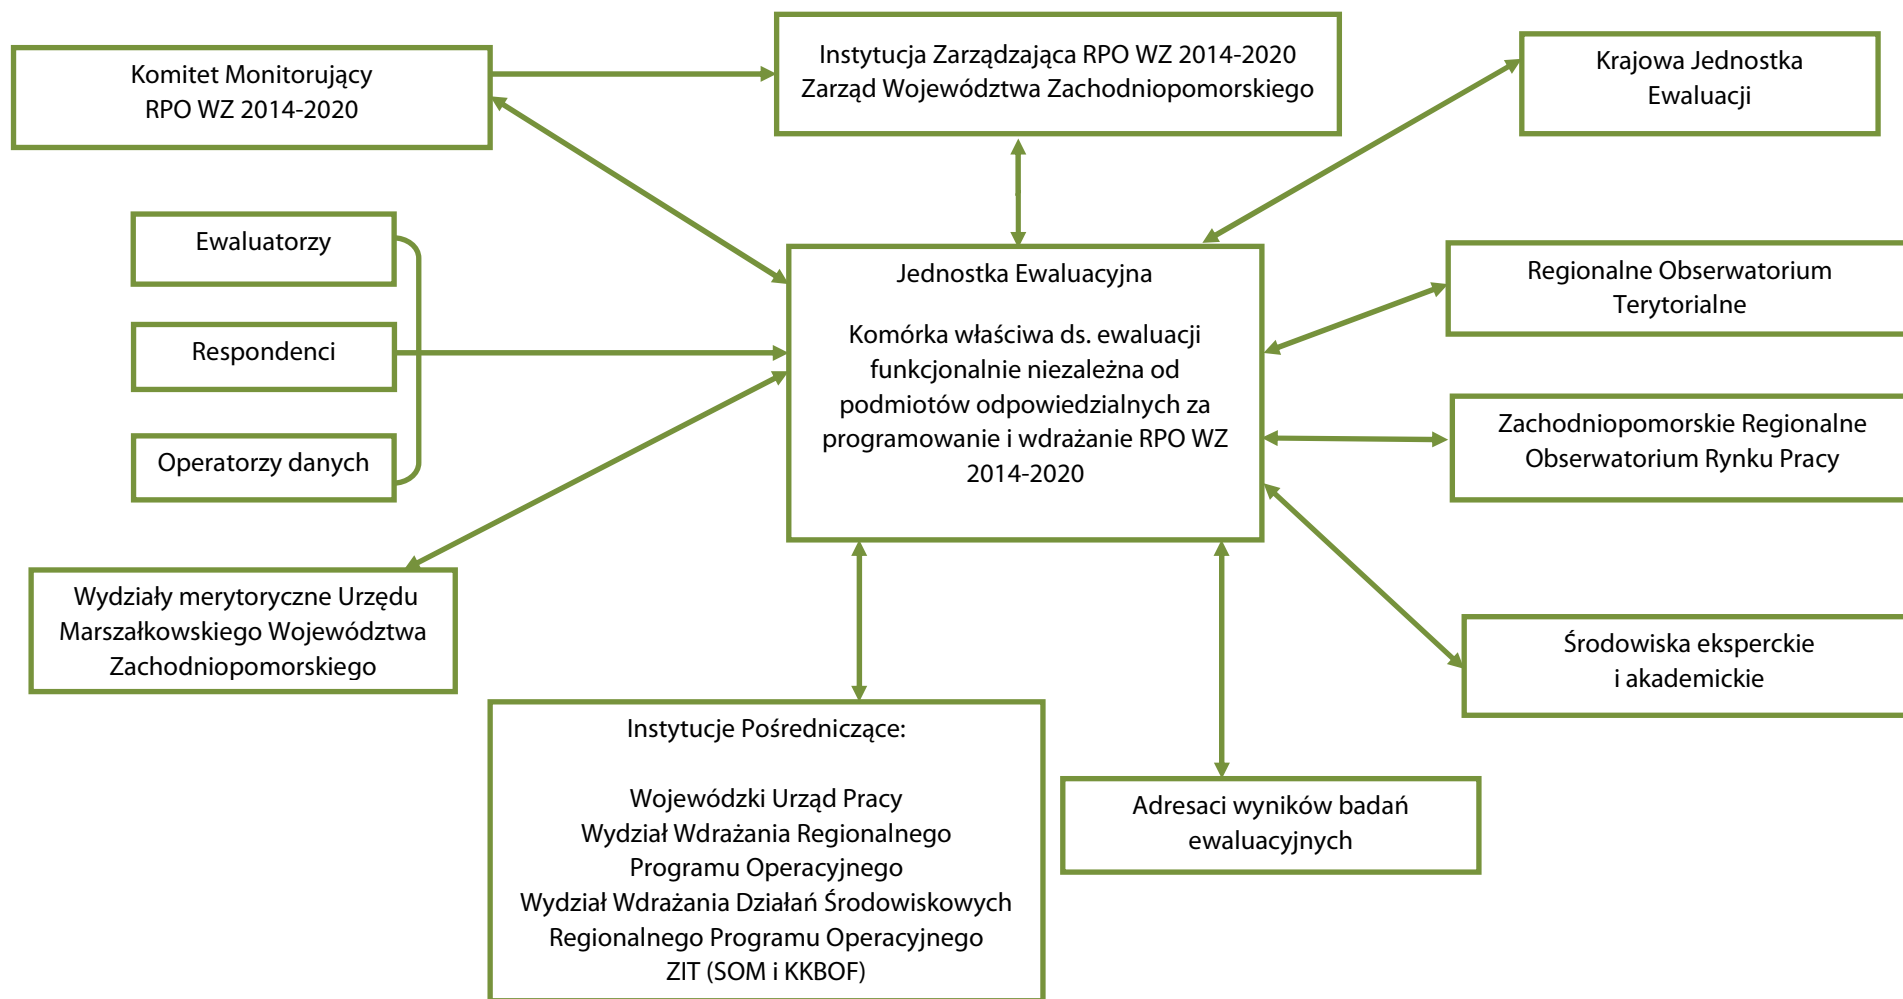 Komitet Monitorujący
RPO WZ 2014-2020
Instytucja Zarządzająca RPO WZ 2014-2020
Zarząd Województwa Zachodniopomorskiego
Krajowa Jednostka
Ewaluacji
Ewaluatorzy
Respondenci
Operatorzy danych
Jednostka Ewaluacyjna
Komórka właściwa ds. ewaluacji
funkcjonalnie niezależna od
podmiotów odpowiedzialnych za
programowanie i wdrażanie RPO WZ
2014-2020
Regionalne Obserwatorium
Terytorialne
Zachodniopomorskie Regionalne
Obserwatorium Rynku Pracy
Wydziały merytoryczne Urzędu
Marszałkowskiego Województwa
Zachodniopomorskiego
Środowiska eksperckie
i akademickie
Instytucje Pośredniczące:
Wojewódzki Urząd Pracy
Wydział Wdrażania Regionalnego
Programu Operacyjnego
Wydział Wdrażania Działań Środowiskowych
Regionalnego Programu Operacyjnego
ZIT (SOM i KKBOF)
Adresaci wyników badań
ewaluacyjnych